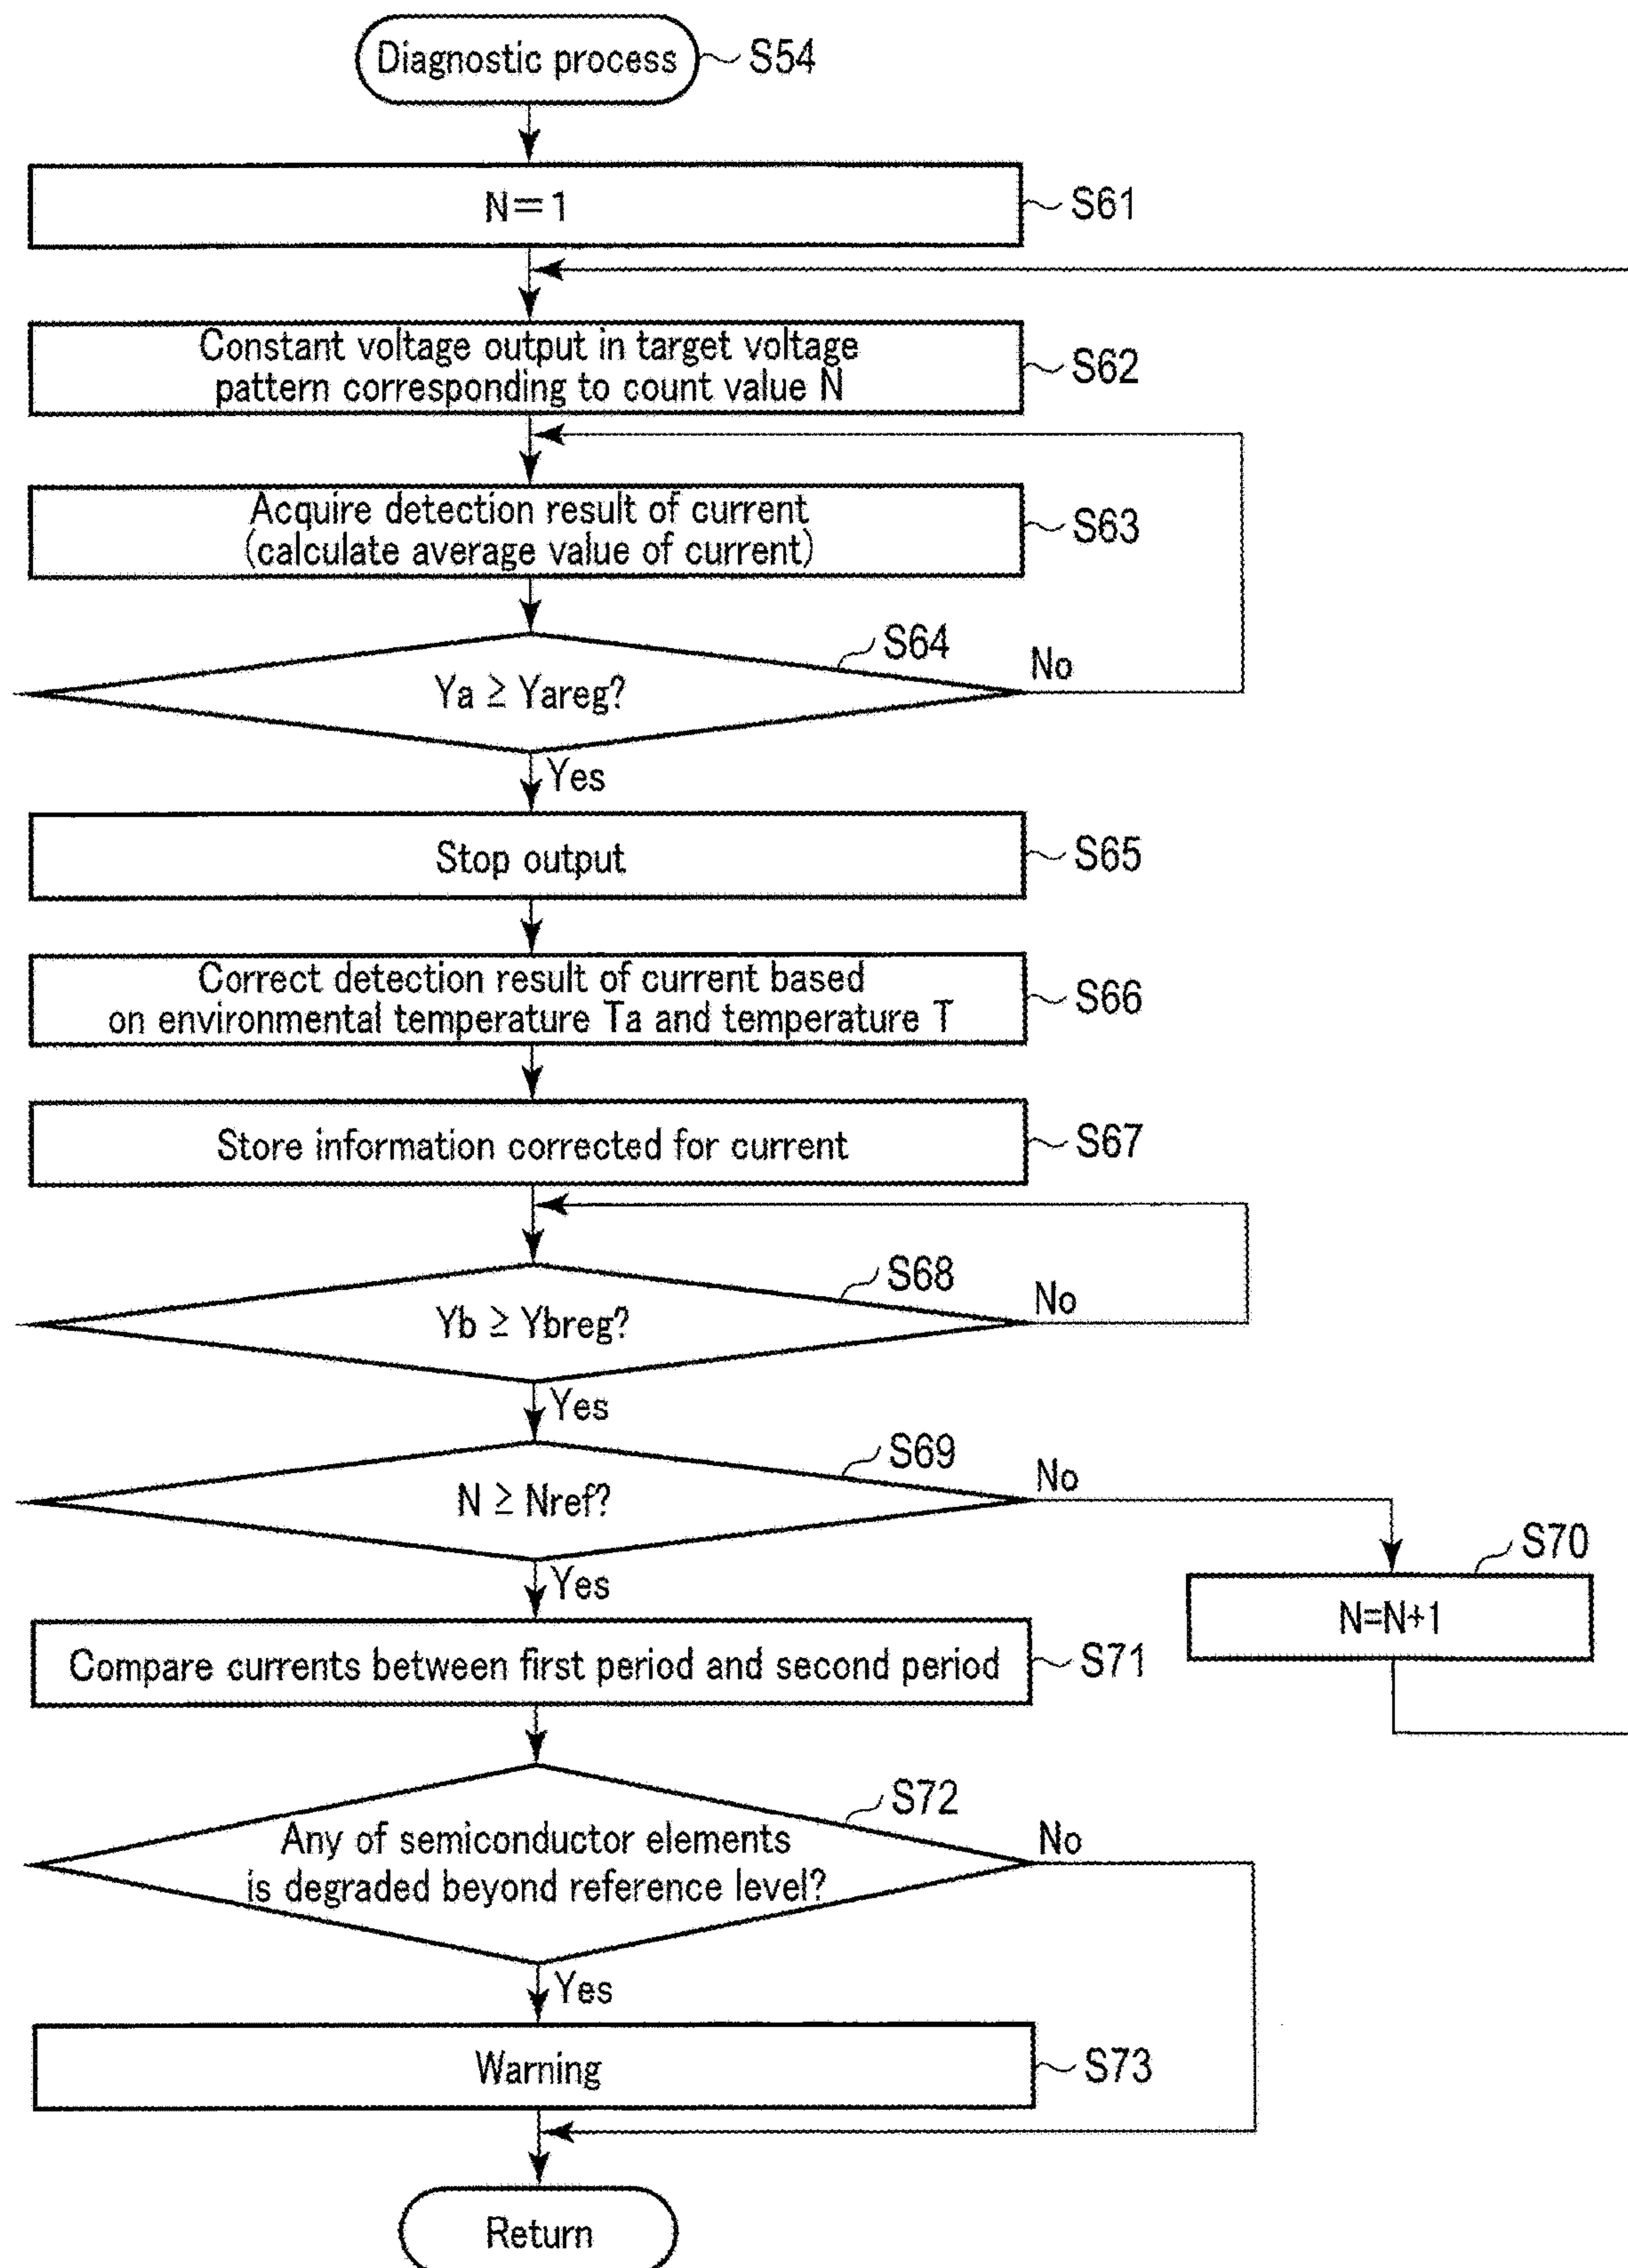 Diagnostic process
S54
N=1
S61
Constant voltage output in target voltage
pattern corresponding to count value N
S62
Acquire detection result of current
(calculate average value of current)
S63
S64
Ya ≥ Yareg?
No
Yes
Stop output
S65
Correct detection result of current based
on environmental temperature Ta and temperature T
S66
Store information corrected for current
S67
S68
Yb ≥ Ybreg?
No
Yes
S69
N ≥ Nref?
No
Yes
S70
N=N+1
Compare currents between first period and second period
S71
S72
Any of semiconductor elements
is degraded beyond reference level?
No
Yes
Warning
S73
Return